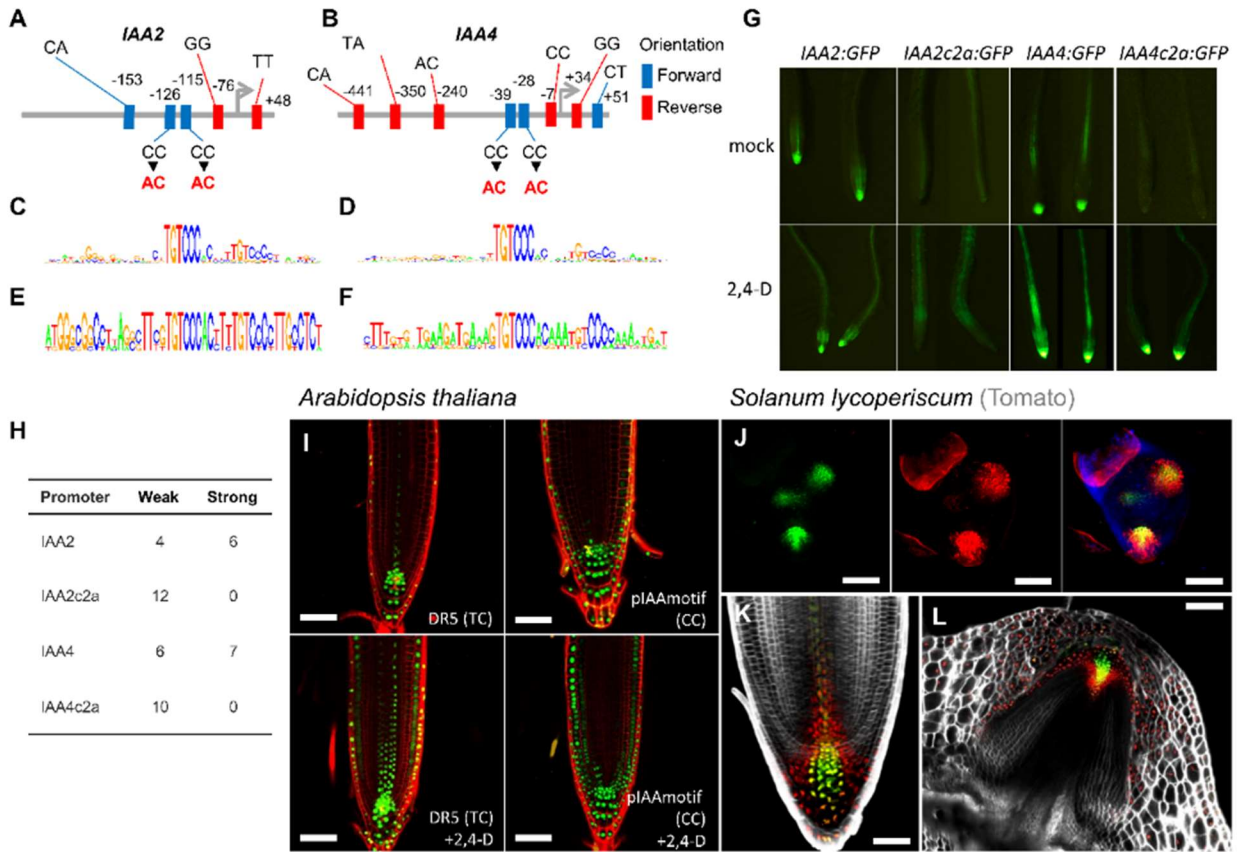 A
IAA2
CA
GG
TT
-153
-115
-76
-126
+48
CC
CC
AC
AC
B
IAA4
TA
CC
GG
Orientation
AC
CA
+34
CT
Forward
-28
-441
-350
-240
-39
-7
+51
Reverse
CC
CC
AC
AC
C
TGTCCC
D
TGTCCC
E
F
G
IAA2:GFP
IAA2c2a:GFP
IAA4:GFP
IAA4c2a:GFP
mock
2,4-D
Arabidopsis thaliana
Solanum lycoperiscum (Tomato)
H
Promoter Weak Strong
IAA2 4 6
IAA2c2a 12 0
IAA4 6 7
IAA4c2a 10 0
I
DR5 (TC)
pIAAmotif
(CC)
DR5 (TC)
+2,4-D
pIAAmotif
(CC)
+2,4-D
J
K
L